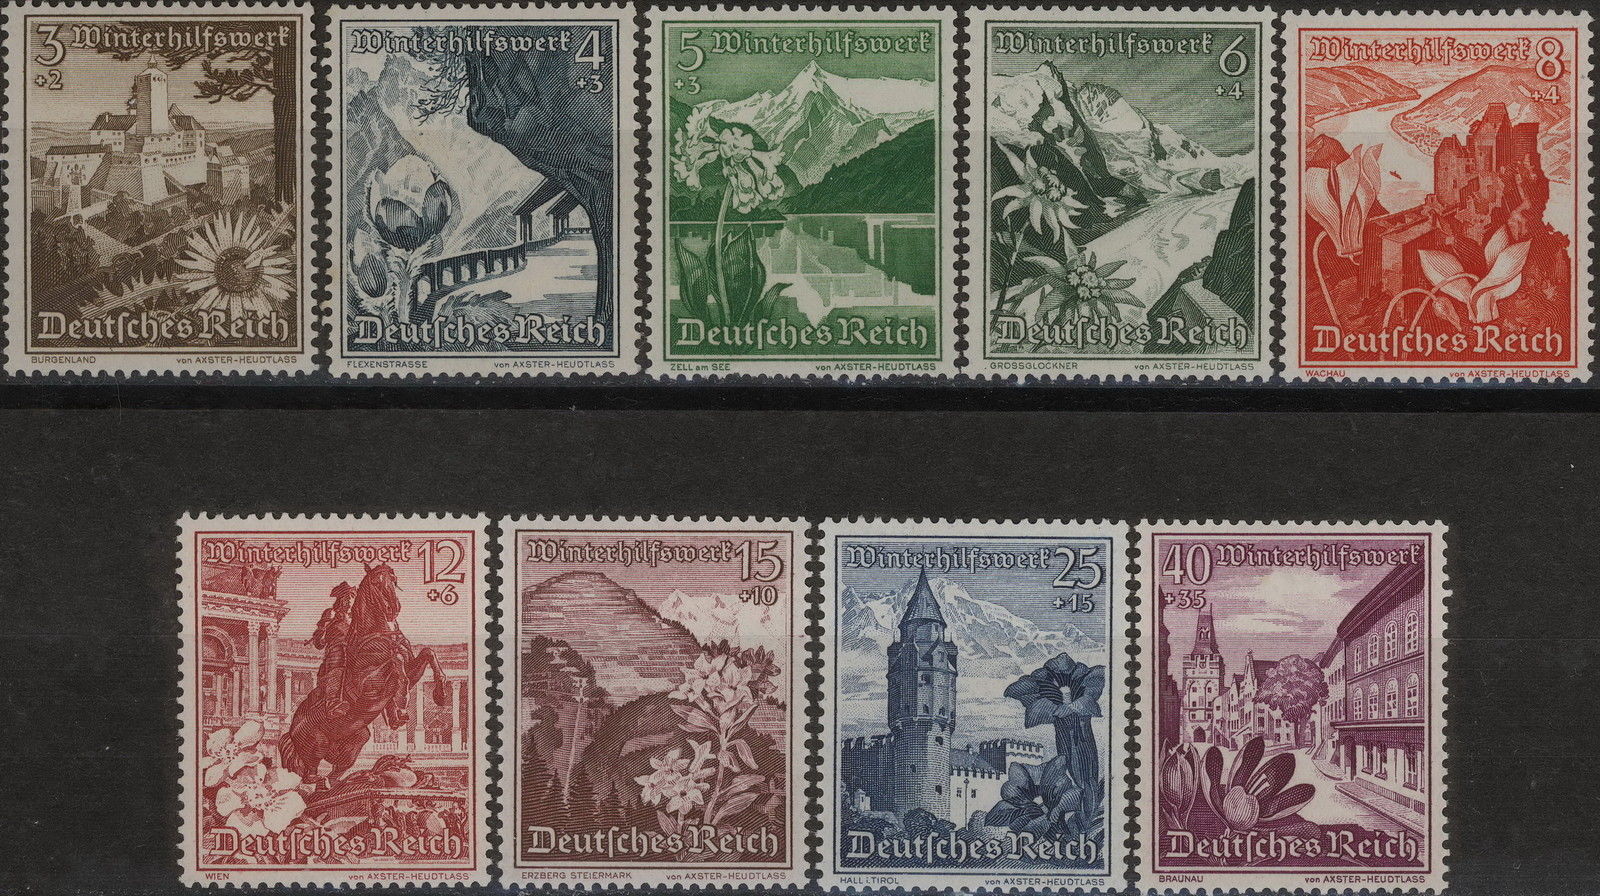 3 Winterhilfswerk
+2
Deutsches Reich
BURGENLAND von AXSTER-HEUDTLASS
Winterhilfswerk 4
+3
Deutsches Reich
FLEXENSTRASSE von AXSTER-HEUDTLASS
5 Winterhilfswerk
+3
Deutsches Reich
ZELL am SEE von AXSTER-HEUDTLASS
Winterhilfswerk 6
+4
Deutsches Reich
GROSSGLOCKNER von AXSTER-HEUDTLASS
Winterhilfswerk 8
+4
Deutsches Reich
WACHAU von AXSTER-HEUDTLASS
Winterhilfswerk 12
+6
Deutsches Reich
WIEN von AXSTER-HEUDTLASS
Winterhilfswerk 15
+10
Deutsches Reich
ERZBERG STEIERMARK von AXSTER-HEUDTLASS
Winterhilfswerk 25
+15
Deutsches Reich
HALL i. TIROL von AXSTER-HEUDTLASS
40 Winterhilfswerk
+35
Deutsches Reich
BRAUNAU von AXSTER-HEUDTLASS